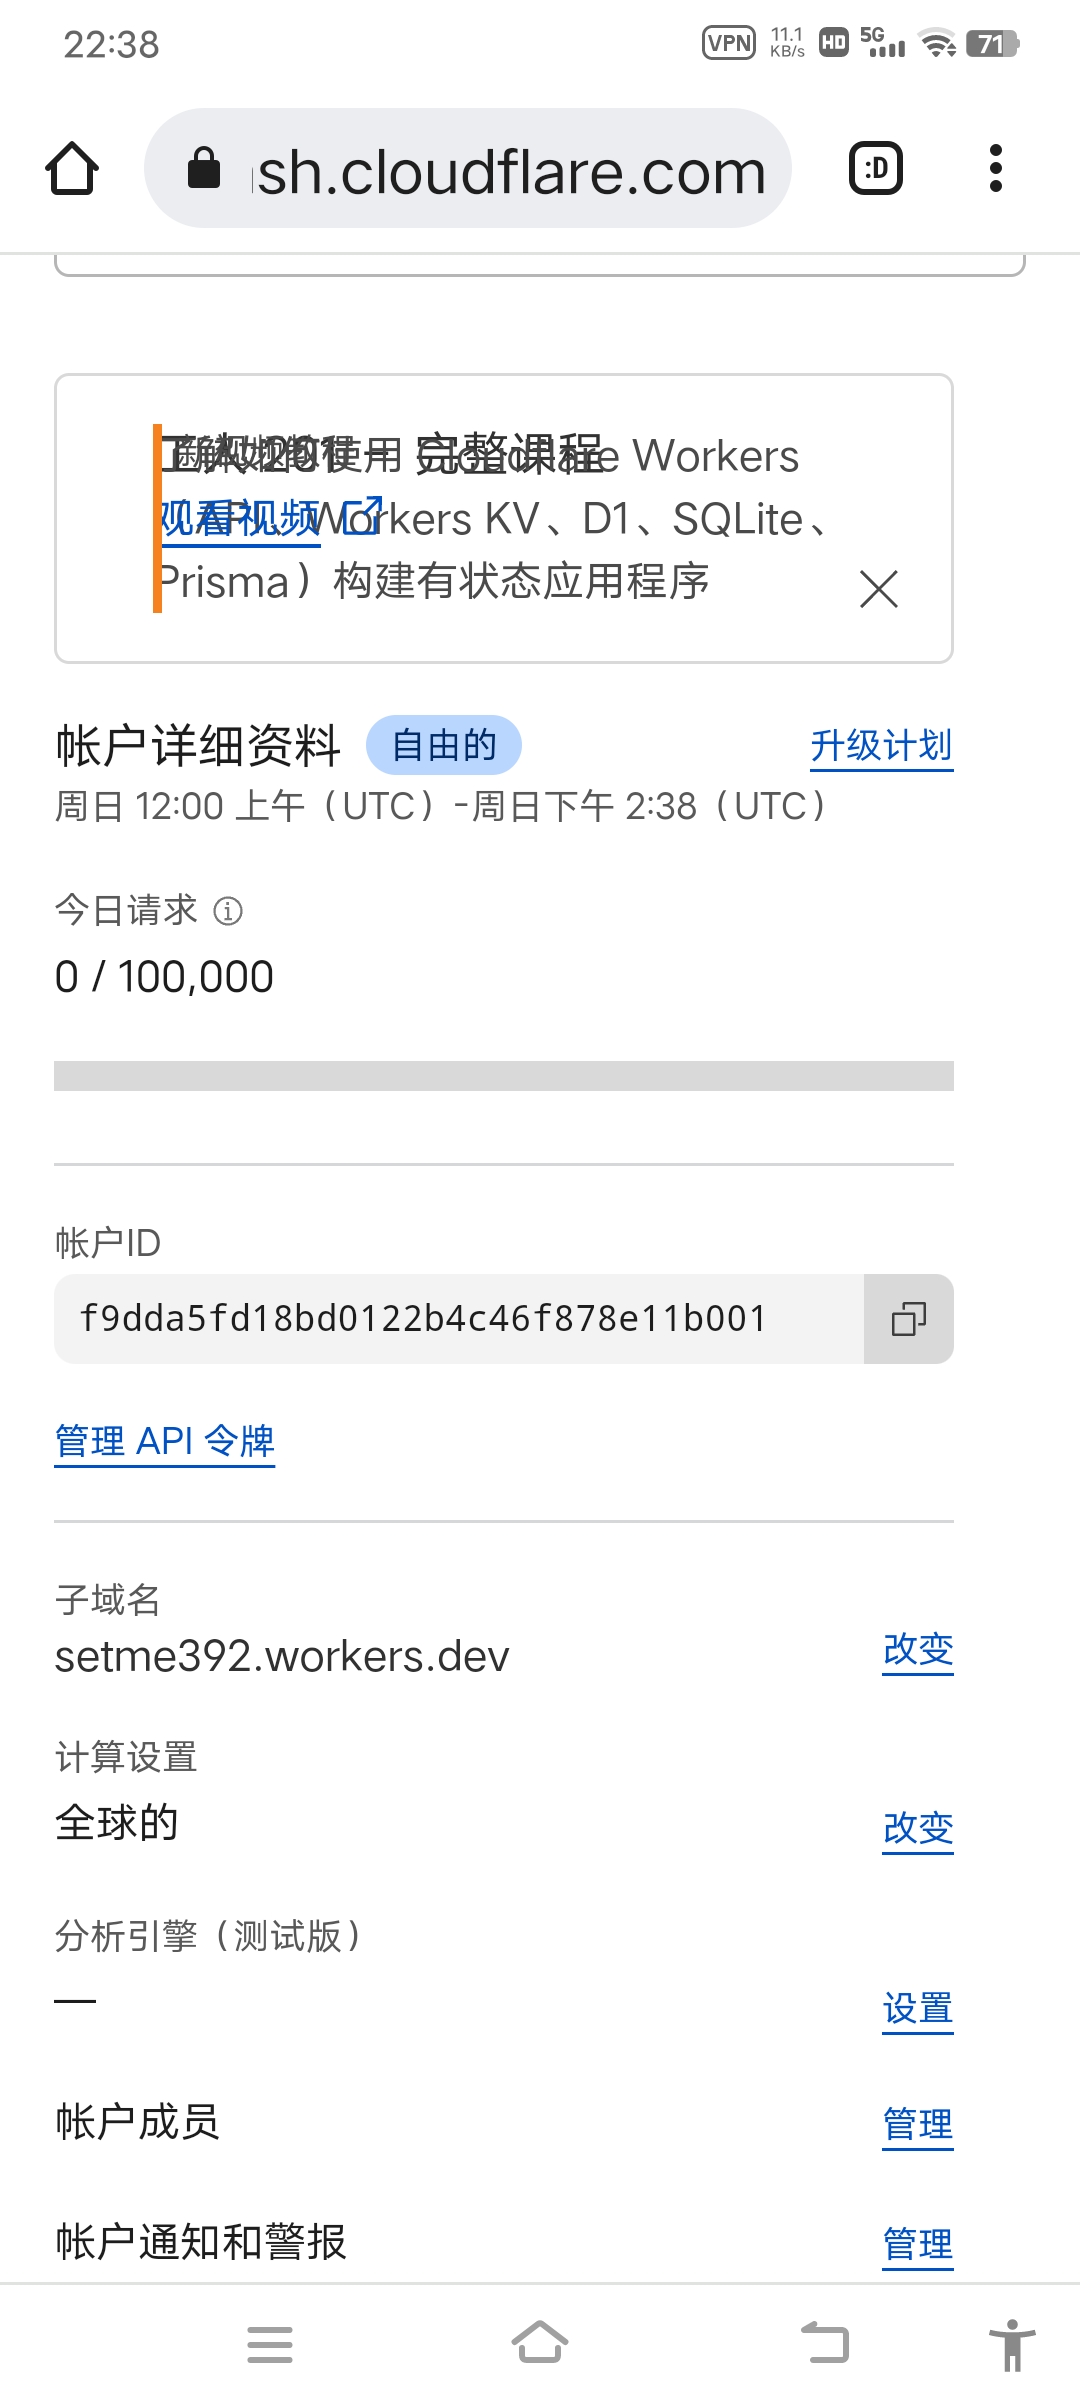 22:38 VPN 11.1 KB/s HD 5G 71
sh.cloudflare.com :D
使用 Workers
观看视频 Workers KV、D1、SQLite、
Prisma）构建有状态应用程序
帐户详细资料 自由的 升级计划
周日 12:00 上午（UTC）-周日下午 2:38（UTC）
今日请求
0 / 100,000
帐户ID
f9dda5fd18bd0122b4c46f878e11b001
管理 API 令牌
子域名
setme392.workers.dev 改变
计算设置
全球的 改变
分析引擎（测试版）
— 设置
帐户成员 管理
帐户通知和警报 管理